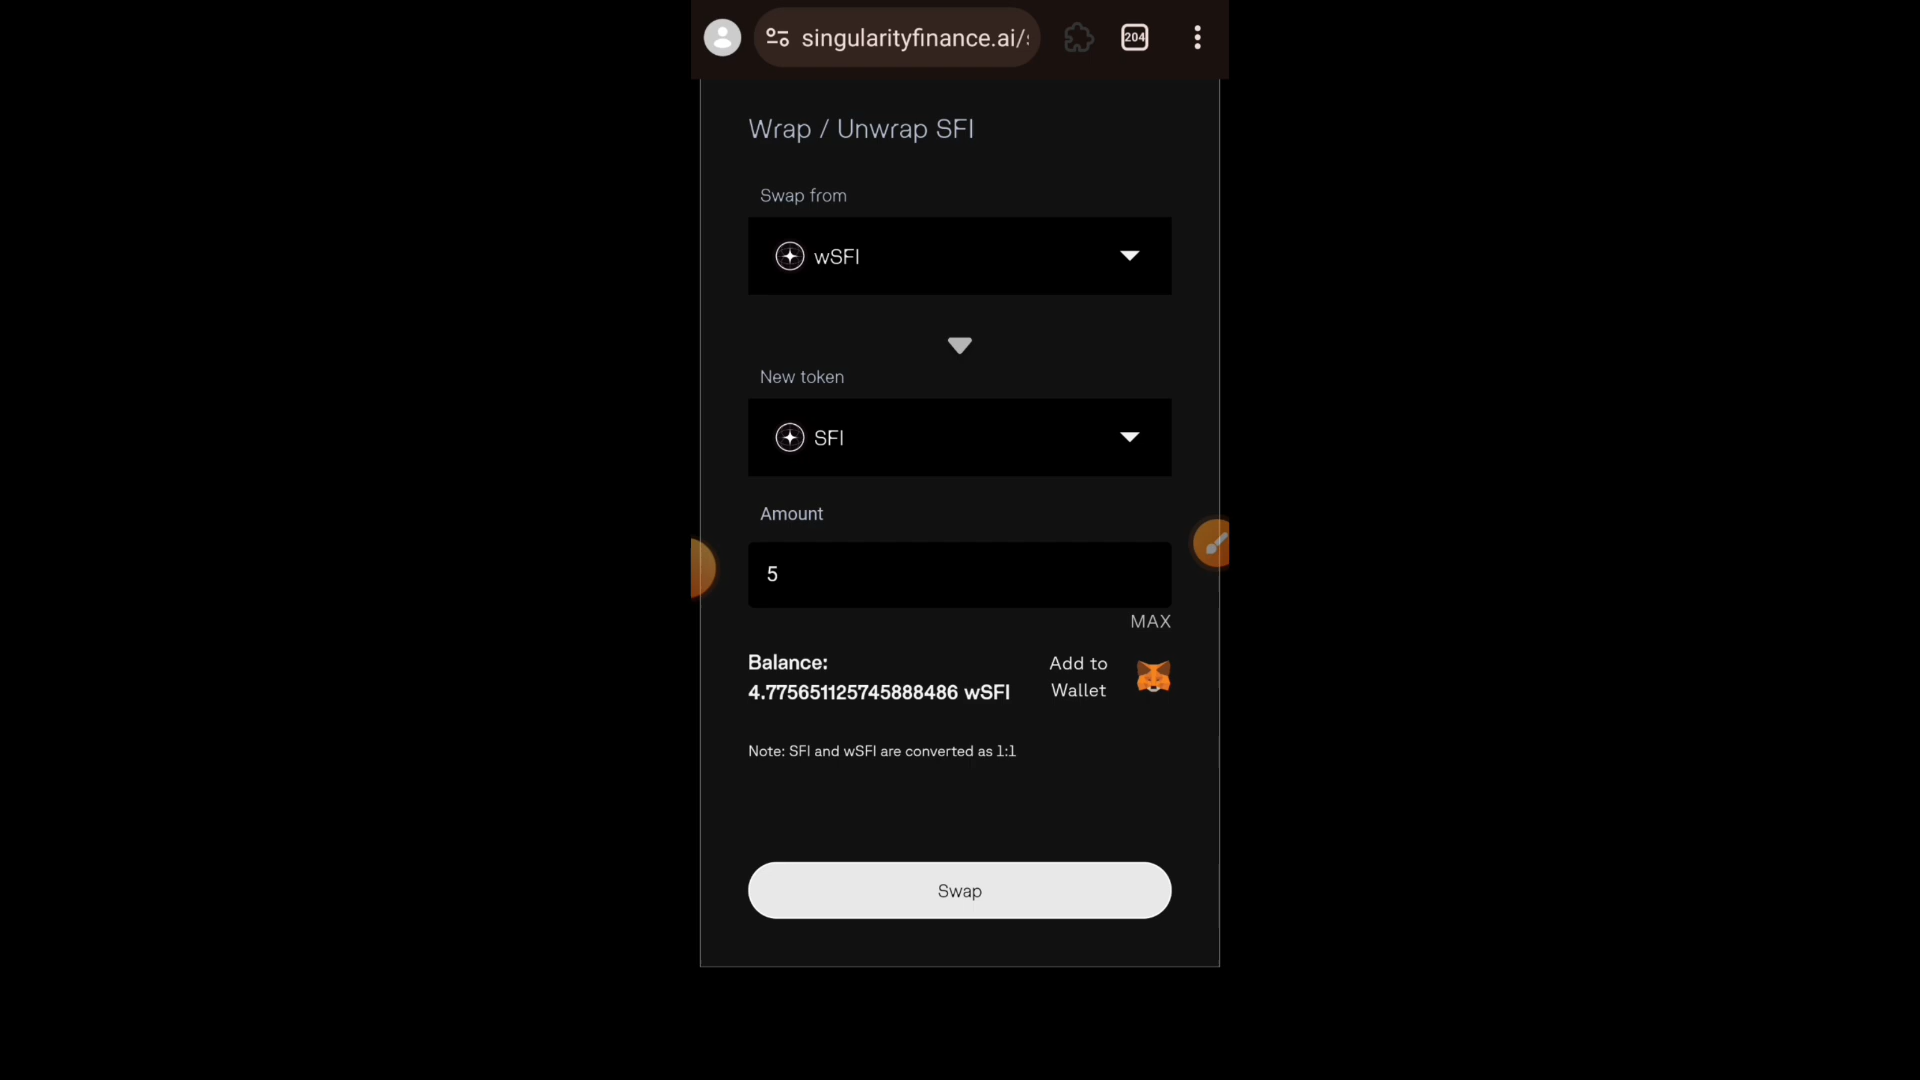 singularityfinance.ai/
204
Wrap / Unwrap SFI
Swap from
wSFI
New token
SFI
Amount
5
MAX
Balance:
4.775651125745888486 wSFI
Add to
Wallet
Note: SFI and wSFI are converted as 1:1
Swap